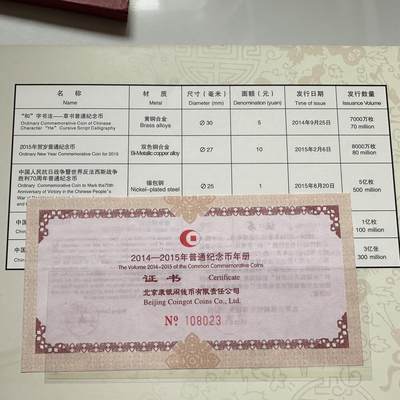 名 称 材 质 尺寸（毫米） 面额（元） 发行日期 发行数量
Name Metal Diameter (mm) Denomination (yuan) Time of issue Issuance Volume
“和”字书法——草书普通纪念币 黄铜合金 ∅ 30 5 2014年9月25日 7000万枚
Ordinary Commemorative Coin of Chinese Brass alloys 70 million
Character "He" Cursive Script Calligraphy
2015年贺岁普通纪念币 双色铜合金 ∅ 27 10 2015年2月6日 8000万枚
Ordinary New Year Commemorative Coin for 2015 Bi-Metallic copper alloy 80 million
中国人民抗日战争暨世界反法西斯战争
胜利70周年普通纪念币 镍包钢 ∅ 25 1 2015年8月20日 5亿枚
Ordinary Commemorative Coin to Mark the70th Nickel-plated steel 500 million
Anniversary of Victory in the Chinese People's
War of
中国 1亿枚
100 million
中国 3亿张
300 million
2014—2015年普通纪念币年册
The Volume 2014-2015 of the Common Commemorative Coins
证 书 Certificate
北京康银阁钱币有限责任公司
Beijing Coingot Coins Co., Ltd.
№ 108023